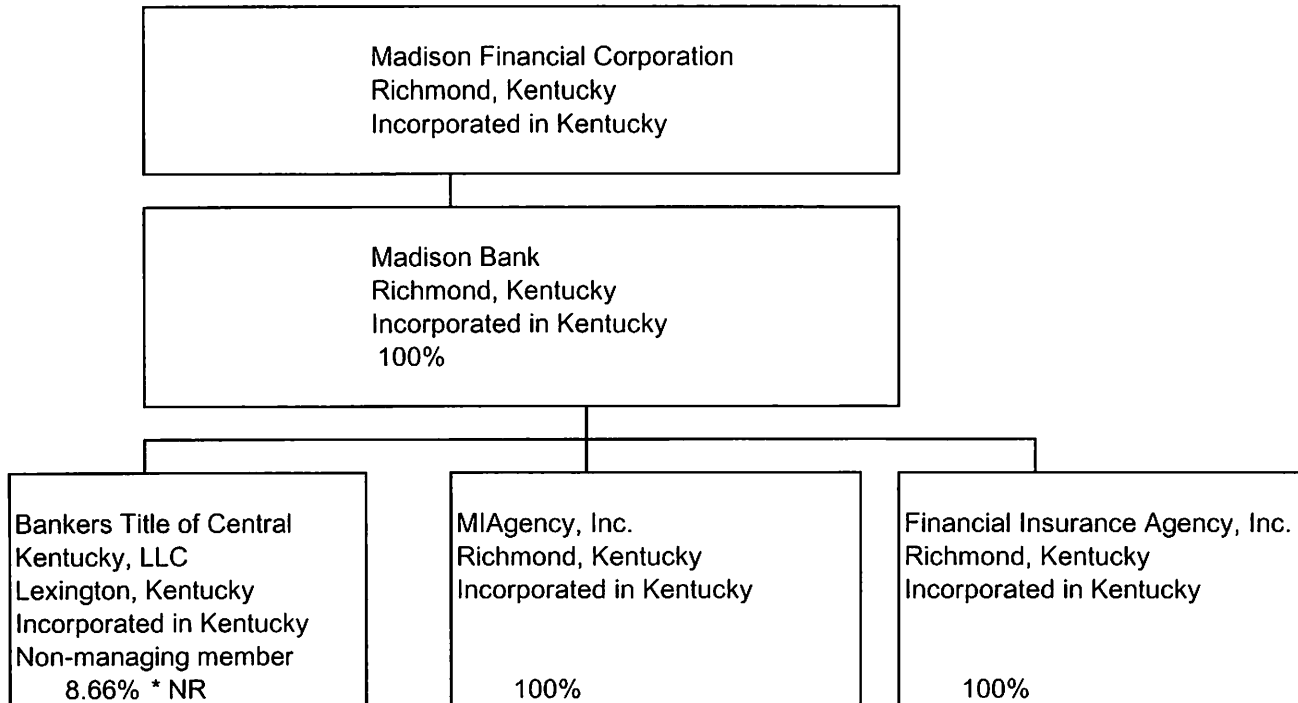 Madison Financial Corporation
Richmond, Kentucky
Incorporated in Kentucky
Madison Bank
Richmond, Kentucky
Incorporated in Kentucky
100%
Bankers Title of Central
Kentucky, LLC
Lexington, Kentucky
Incorporated in Kentucky
Non-managing member
8.66% * NR
MIAgency, Inc.
Richmond, Kentucky
Incorporated in Kentucky
100%
Financial Insurance Agency, Inc.
Richmond, Kentucky
Incorporated in Kentucky
100%